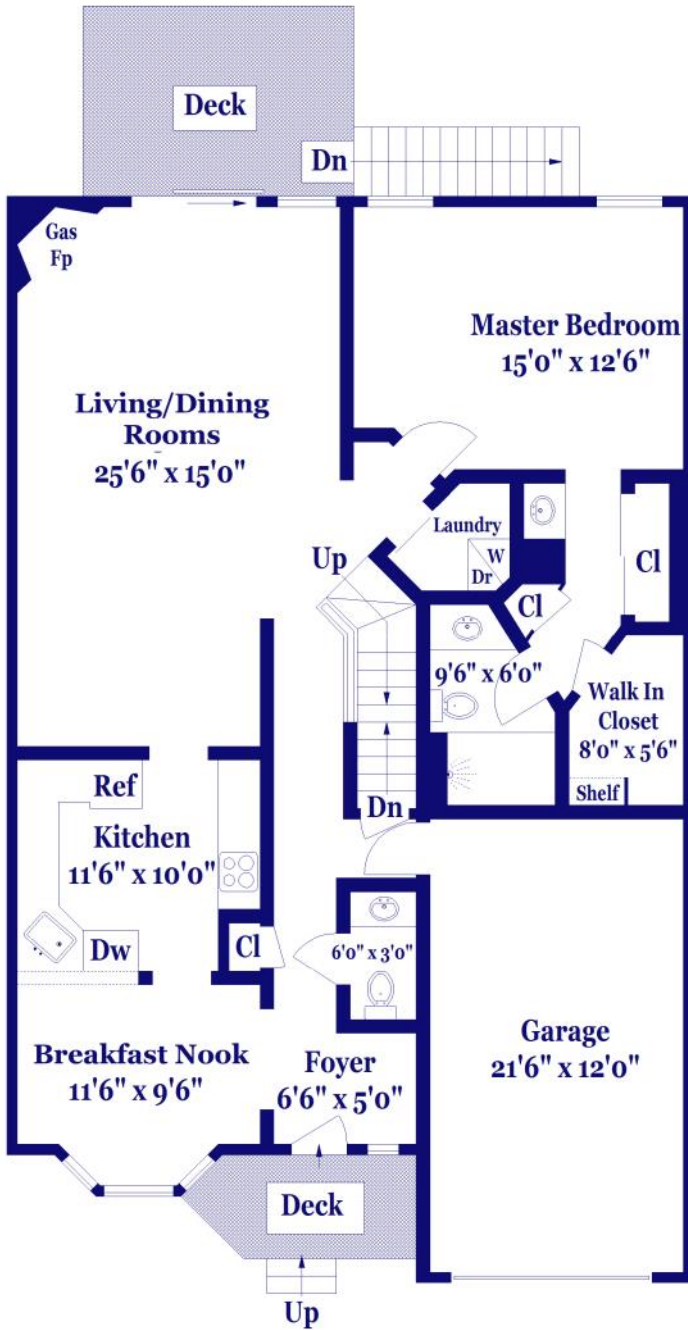 Deck
Dn
Gas
Fp
Master Bedroom
15'0" x 12'6"
Living/Dining
Rooms
25'6" x 15'0"
Laundry
W
Dr
Up
Cl
Cl
9'6" x 6'0"
Walk In
Closet
8'0" x 5'6"
Shelf
Ref
Dn
Kitchen
11'6" x 10'0"
Dw
Cl
6'0" x 3'0"
Breakfast Nook
11'6" x 9'6"
Foyer
6'6" x 5'0"
Garage
21'6" x 12'0"
Deck
Up